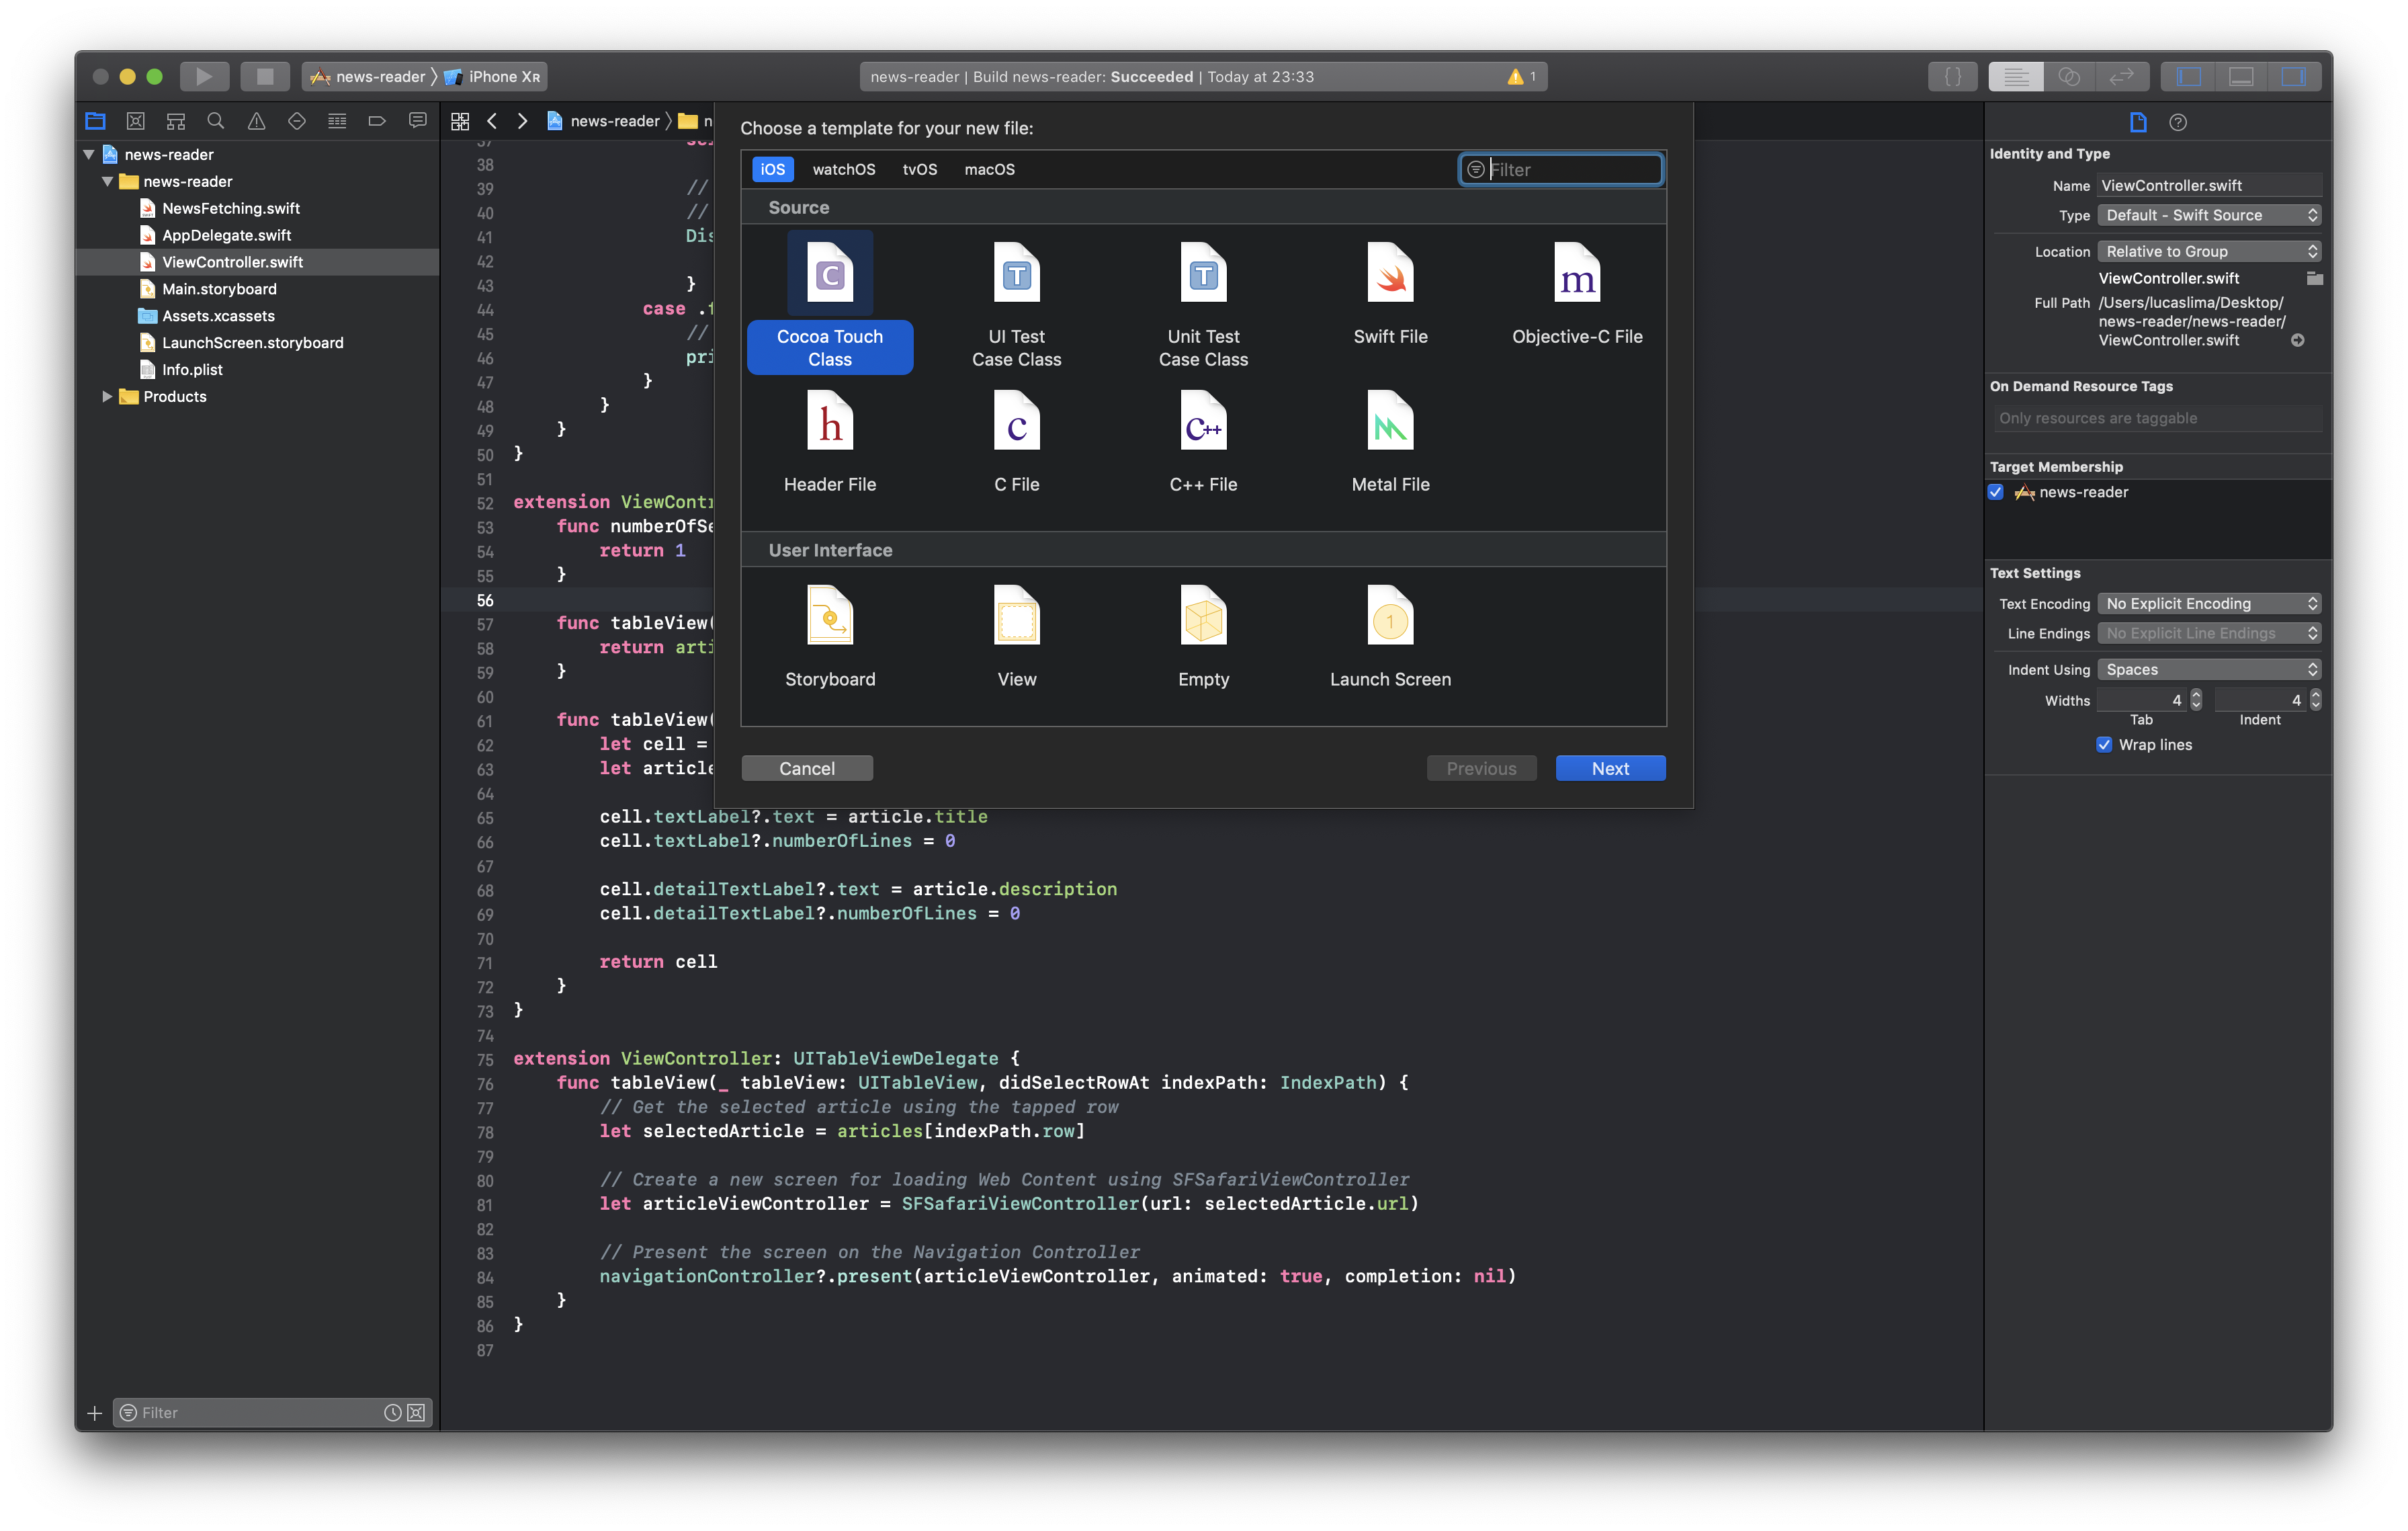 news-reader 〉 iPhone XR
news-reader | Build news-reader: Succeeded | Today at 23:33
1
{ }
news-reader
news-reader
NewsFetching.swift
AppDelegate.swift
ViewController.swift
Main.storyboard
Assets.xcassets
LaunchScreen.storyboard
Info.plist
Products
Filter
news-reader 〉 n
37
38
39 //
40 //
41 Dis
42
43 }
44 case .f
45 //
46 pri
47 }
48 }
49 }
50 }
51
52 extension ViewContr
53 func numberOfSe
54 return 1
55 }
56
57 func tableView(
58 return arti
59 }
60
61 func tableView(
62 let cell =
63 let article
64
65 cell.textLabel?.text = article.title
66 cell.textLabel?.numberOfLines = 0
67
68 cell.detailTextLabel?.text = article.description
69 cell.detailTextLabel?.numberOfLines = 0
70
71 return cell
72 }
73 }
74
75 extension ViewController: UITableViewDelegate {
76 func tableView(_ tableView: UITableView, didSelectRowAt indexPath: IndexPath) {
77 // Get the selected article using the tapped row
78 let selectedArticle = articles[indexPath.row]
79
80 // Create a new screen for loading Web Content using SFSafariViewController
81 let articleViewController = SFSafariViewController(url: selectedArticle.url)
82
83 // Present the screen on the Navigation Controller
84 navigationController?.present(articleViewController, animated: true, completion: nil)
85 }
86 }
87
Choose a template for your new file:
iOS watchOS tvOS macOS
Filter
Source
C T T m
Cocoa Touch Class
UI Test Case Class
Unit Test Case Class
Swift File
Objective-C File
h c C++
Header File
C File
C++ File
Metal File
User Interface
1
Storyboard
View
Empty
Launch Screen
Cancel
Previous
Next
Identity and Type
Name ViewController.swift
Type Default - Swift Source
Location Relative to Group
ViewController.swift
Full Path /Users/lucaslima/Desktop/
news-reader/news-reader/
ViewController.swift
On Demand Resource Tags
Only resources are taggable
Target Membership
news-reader
Text Settings
Text Encoding No Explicit Encoding
Line Endings No Explicit Line Endings
Indent Using Spaces
Widths 4 4
Tab Indent
Wrap lines